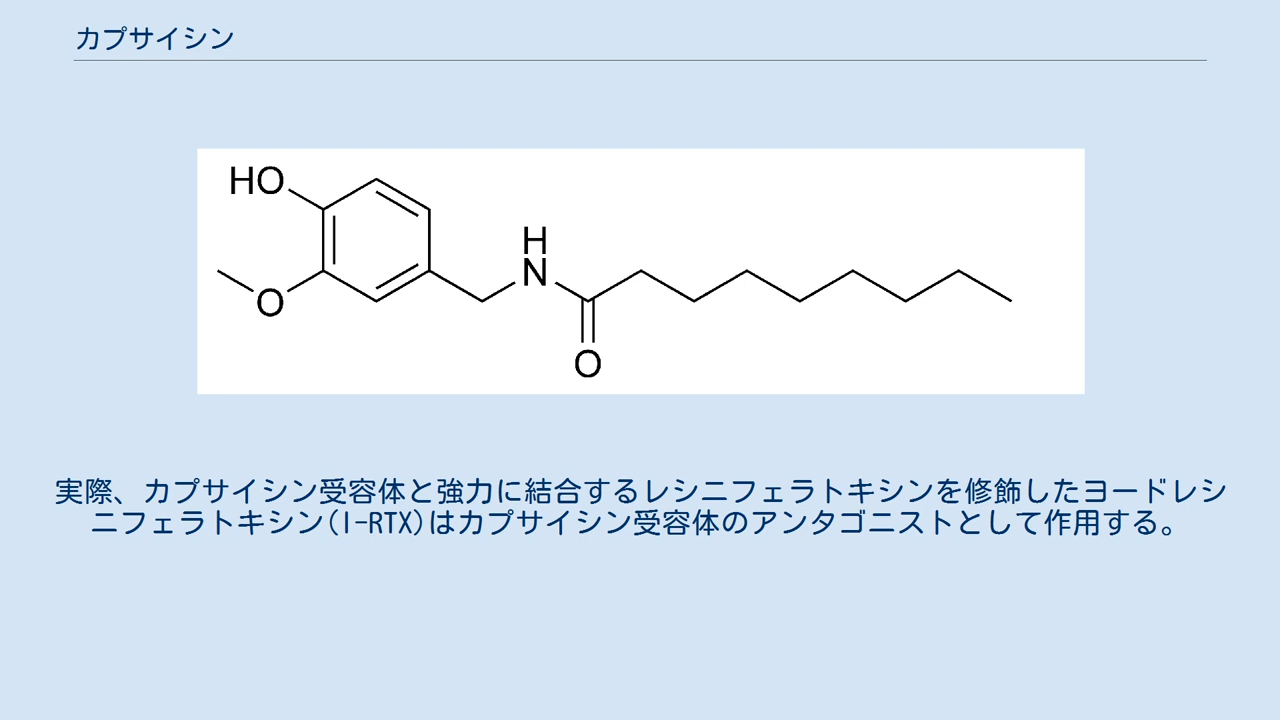 カプサイシン
HO
H
N
O
O
実際、カプサイシン受容体と強力に結合するレシニフェラトキシンを修飾したヨードレシ
ニフェラトキシン(I-RTX)はカプサイシン受容体のアンタゴニストとして作用する。